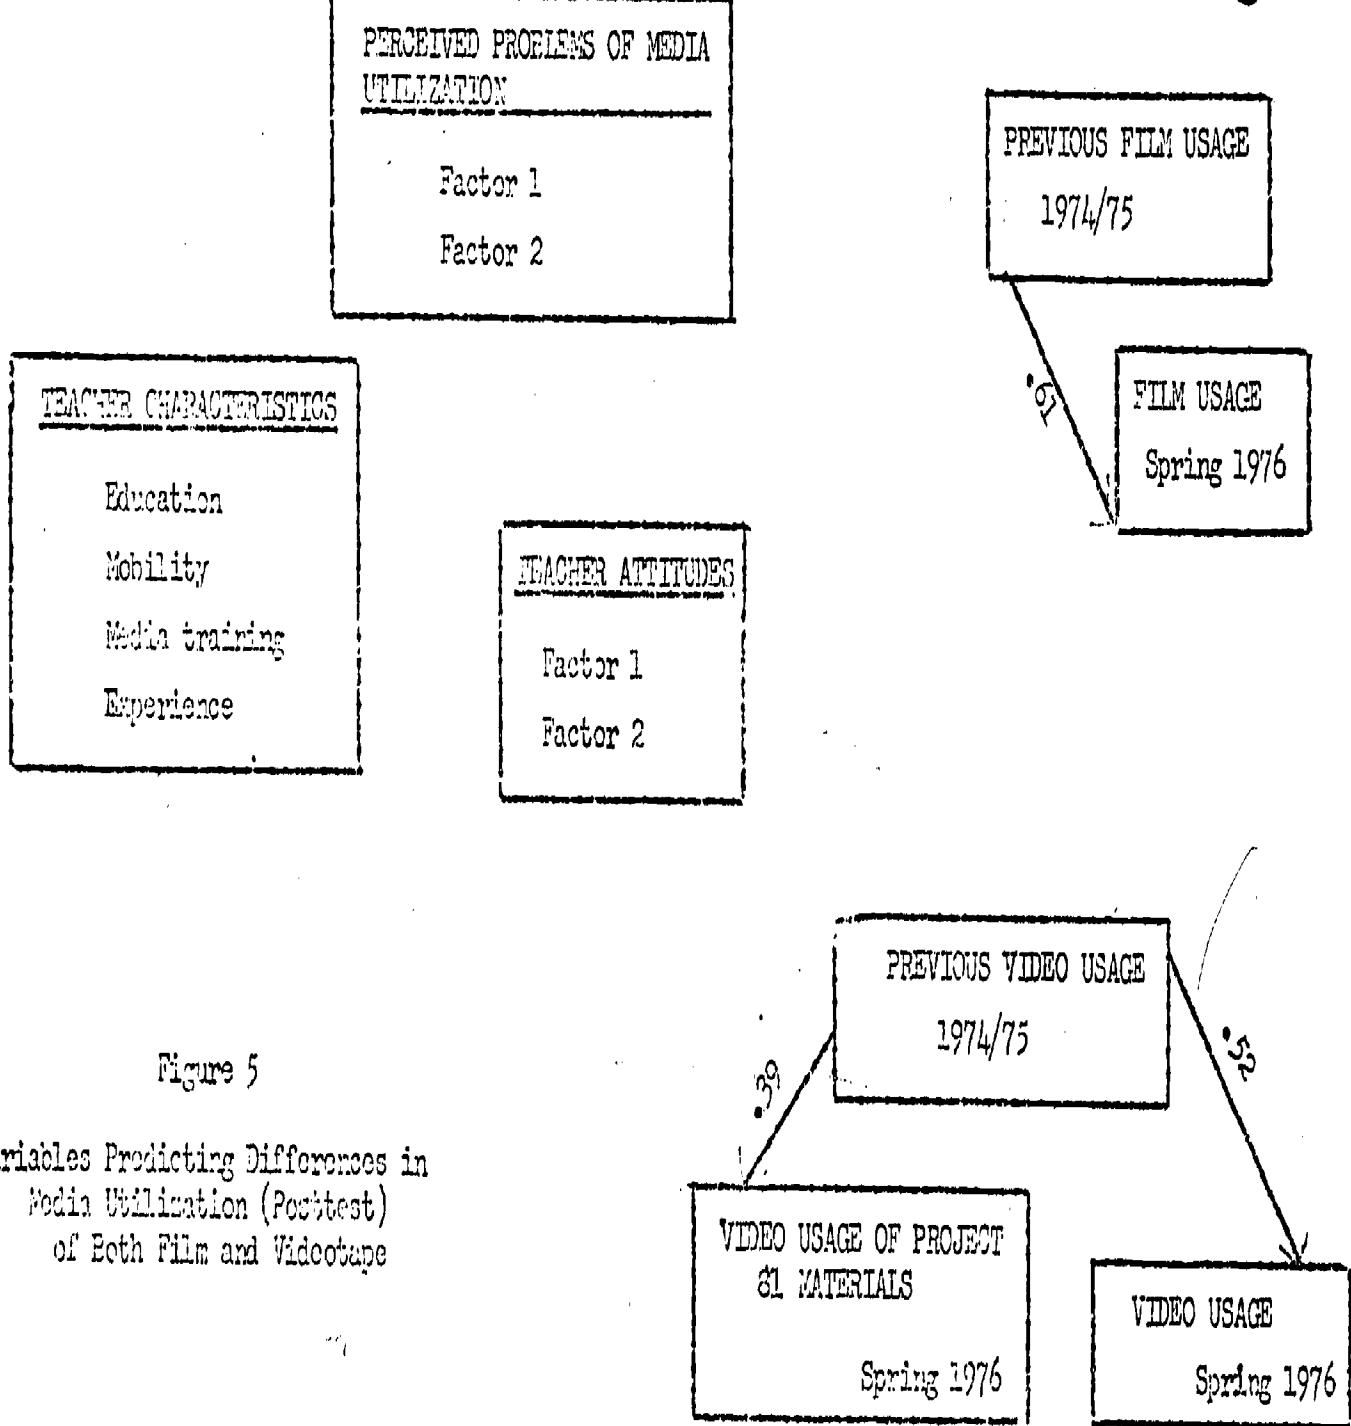 PERCEIVED PROBLEMS OF MEDIA
UTILIZATION
Factor 1
Factor 2
PREVIOUS FILM USAGE
1974/75
.61
FILM USAGE
Spring 1976
TEACHER CHARACTERISTICS
Education
Mobility
Media training
Experience
TEACHER ATTITUDES
Factor 1
Factor 2
PREVIOUS VIDEO USAGE
1974/75
.39
.52
VIDEO USAGE OF PROJECT
81 MATERIALS
Spring 1976
VIDEO USAGE
Spring 1976
Figure 5
riables Predicting Differences in
Media Utilization (Posttest)
of Both Film and Videotape